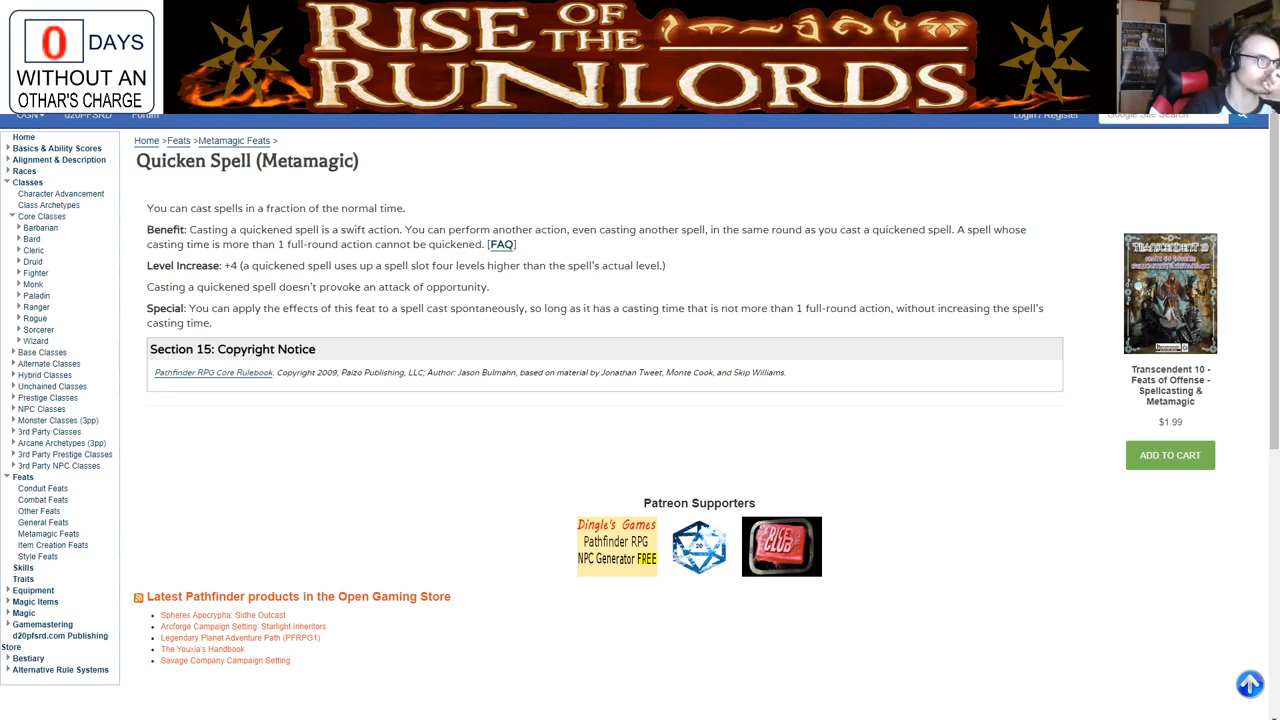 0 DAYS
WITHOUT AN
OTHAR'S CHARGE
RISE OF
THE
RUNLORDS
OGN
d20PFSRD
Forum
Login / Register
Google Site Search
Home
Basics & Ability Scores
Alignment & Description
Races
Classes
Character Advancement
Class Archetypes
Core Classes
Barbarian
Bard
Cleric
Druid
Fighter
Monk
Paladin
Ranger
Rogue
Sorcerer
Wizard
Base Classes
Alternate Classes
Hybrid Classes
Unchained Classes
Prestige Classes
NPC Classes
Monster Classes (3pp)
3rd Party Classes
Arcane Archetypes (3pp)
3rd Party Prestige Classes
3rd Party NPC Classes
Feats
Conduit Feats
Combat Feats
Other Feats
General Feats
Metamagic Feats
Item Creation Feats
Style Feats
Skills
Traits
Equipment
Magic Items
Magic
Gamemastering
d20pfsrd.com Publishing
Store
Bestiary
Alternative Rule Systems
Home >Feats >Metamagic Feats >
Quicken Spell (Metamagic)
You can cast spells in a fraction of the normal time.
Benefit: Casting a quickened spell is a swift action. You can perform another action, even casting another spell, in the same round as you cast a quickened spell. A spell whose
casting time is more than 1 full-round action cannot be quickened. [FAQ]
Level Increase: +4 (a quickened spell uses up a spell slot four levels higher than the spell's actual level.)
Casting a quickened spell doesn't provoke an attack of opportunity.
Special: You can apply the effects of this feat to a spell cast spontaneously, so long as it has a casting time that is not more than 1 full-round action, without increasing the spell's
casting time.
Section 15: Copyright Notice
Pathfinder RPG Core Rulebook. Copyright 2009, Paizo Publishing, LLC; Author: Jason Bulmahn, based on material by Jonathan Tweet, Monte Cook, and Skip Williams.
Patreon Supporters
Dingle's Games
Pathfinder RPG
NPC Generator FREE
20
RISE
CLUB
Latest Pathfinder products in the Open Gaming Store
Spheres Apocrypha: Sidhe Outcast
Arcforge Campaign Setting: Starlight Inheritors
Legendary Planet Adventure Path (PFRPG1)
The Youxia's Handbook
Savage Company Campaign Setting
TRANSCENDENT 10
Transcendent 10 -
Feats of Offense -
Spellcasting &
Metamagic
$1.99
ADD TO CART